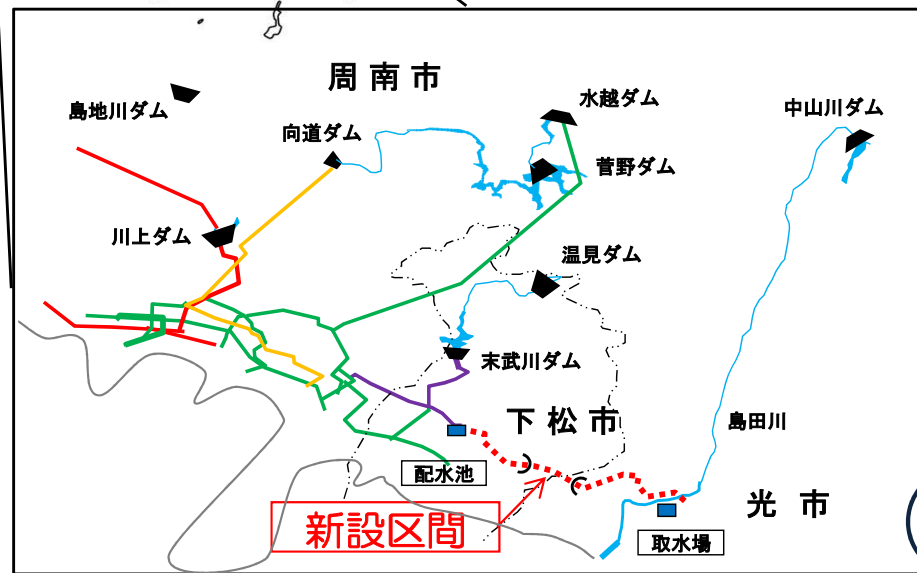 周南市
島地川ダム
水越ダム
中山川ダム
向道ダム
菅野ダム
川上ダム
温見ダム
末武川ダム
下松市
島田川
配水池
光市
新設区間
取水場